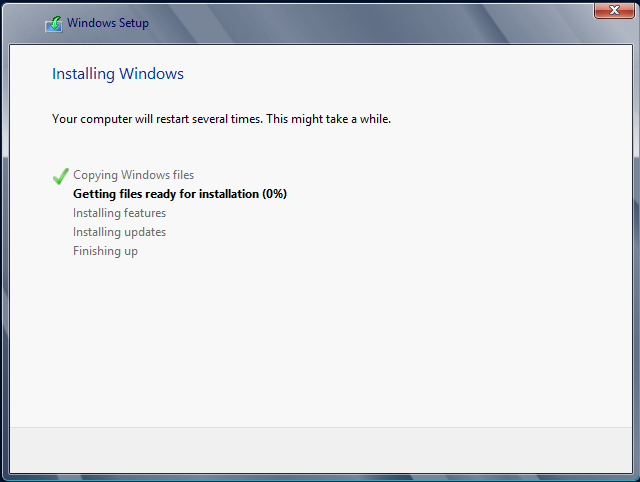 Windows Setup
Installing Windows
Your computer will restart several times. This might take a while.
Copying Windows files
Getting files ready for installation (0%)
Installing features
Installing updates
Finishing up